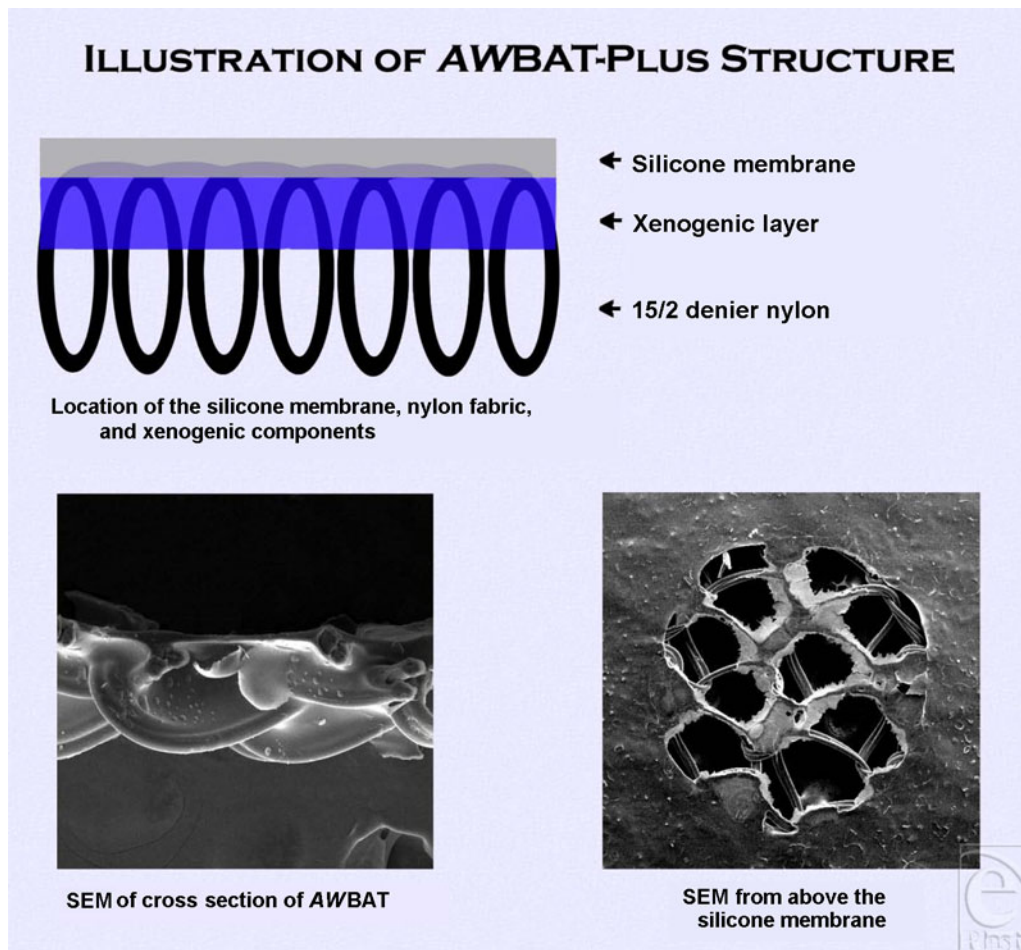 ILLUSTRATION OF AWBAT-PLUS STRUCTURE
Silicone membrane
Xenogenic layer
15/2 denier nylon
Location of the silicone membrane, nylon fabric,
and xenogenic components
SEM of cross section of AWBAT
SEM from above the
silicone membrane
e